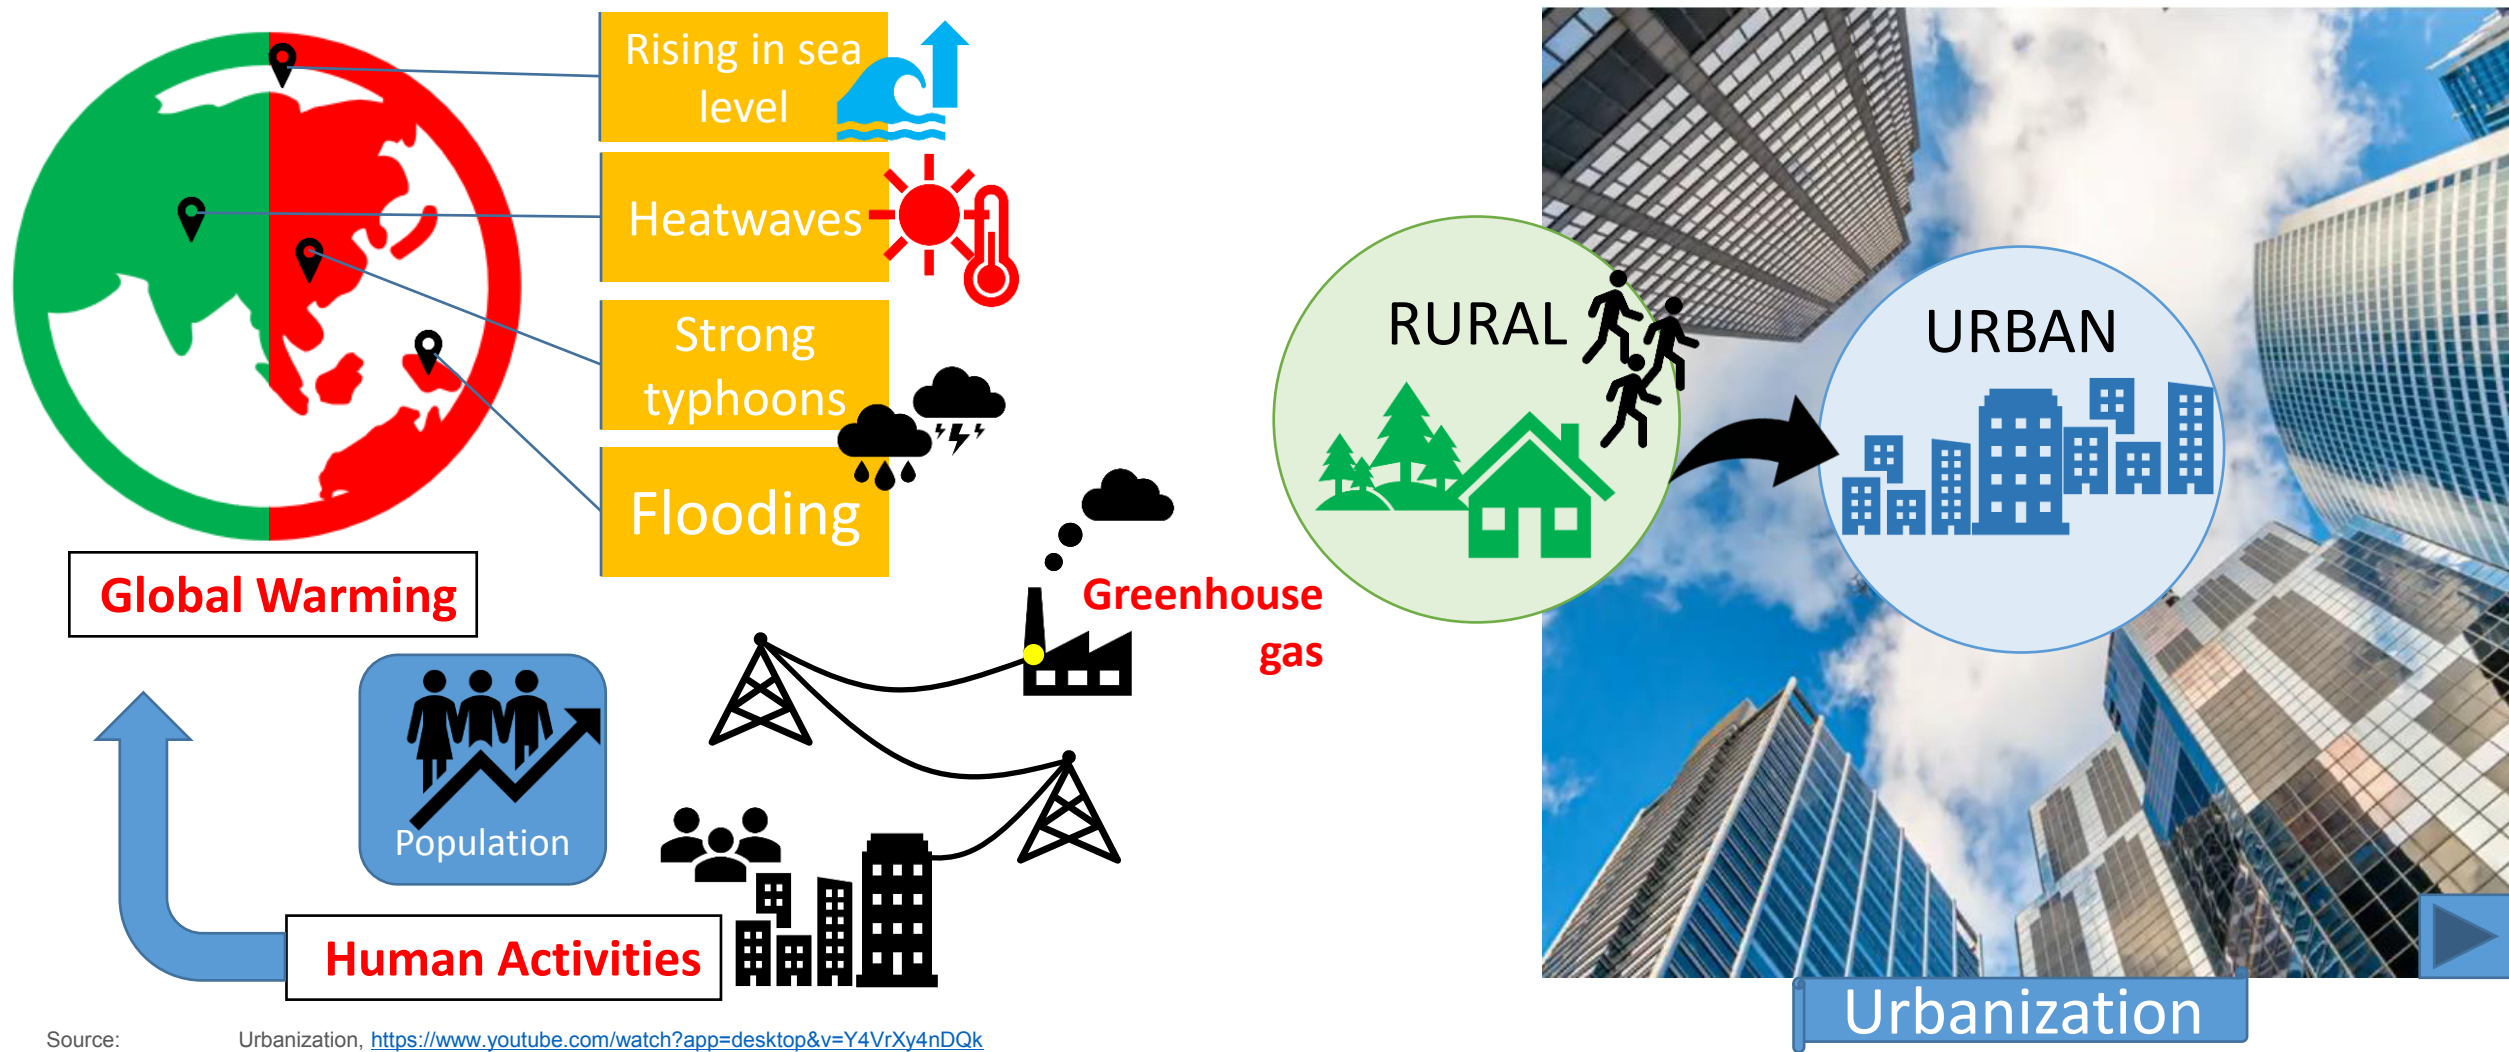 Rising in sea
level
Heatwaves
Strong
typhoons
Flooding
Global Warming
Greenhouse
gas
Population
Human Activities
RURAL
URBAN
Urbanization
Source: Urbanization, https://www.youtube.com/watch?app=desktop&v=Y4VrXy4nDQk